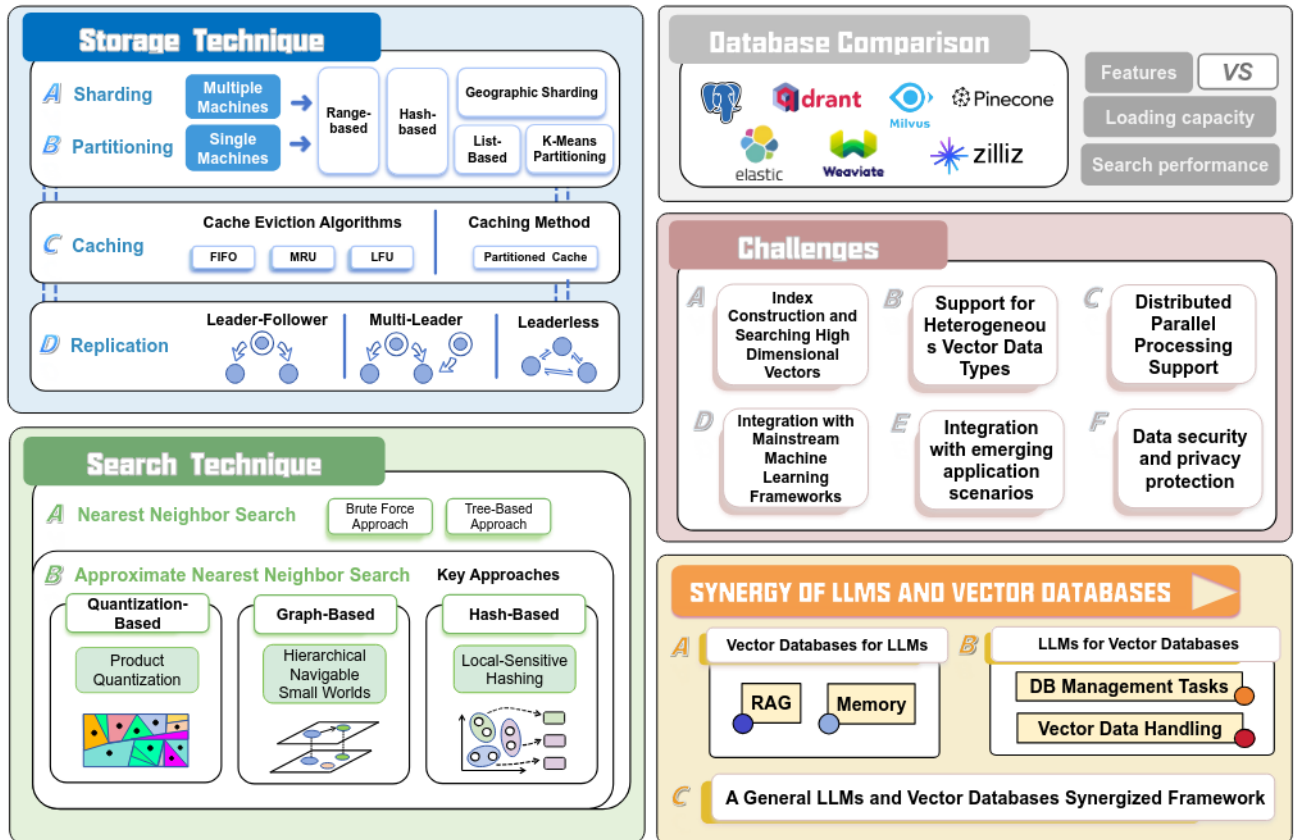 Storage Technique
A Sharding
Multiple
Machines
B Partitioning
Single
Machines
Range-
based
Hash-
based
Geographic Sharding
List-
Based
K-Means
Partitioning
C Caching
Cache Eviction Algorithms
FIFO
MRU
LFU
Caching Method
Partitioned Cache
D Replication
Leader-Follower
Multi-Leader
Leaderless
Search Technique
A Nearest Neighbor Search
Brute Force
Approach
Tree-Based
Approach
B Approximate Nearest Neighbor Search
Key Approaches
Quantization-
Based
Product
Quantization
Graph-Based
Hierarchical
Navigable
Small Worlds
Hash-Based
Local-Sensitive
Hashing
Database Comparison
qdrant
Milvus
Pinecone
elastic
Weaviate
zilliz
Features
VS
Loading capacity
Search performance
Challenges
A
Index
Construction and
Searching High
Dimensional
Vectors
B
Support for
Heterogeneou
s Vector Data
Types
C
Distributed
Parallel
Processing
Support
D
Integration with
Mainstream
Machine
Learning
Frameworks
E
Integration
with emerging
application
scenarios
F
Data security
and privacy
protection
SYNERGY OF LLMS AND VECTOR DATABASES
A Vector Databases for LLMs
RAG
Memory
B LLMs for Vector Databases
DB Management Tasks
Vector Data Handling
C A General LLMs and Vector Databases Synergized Framework